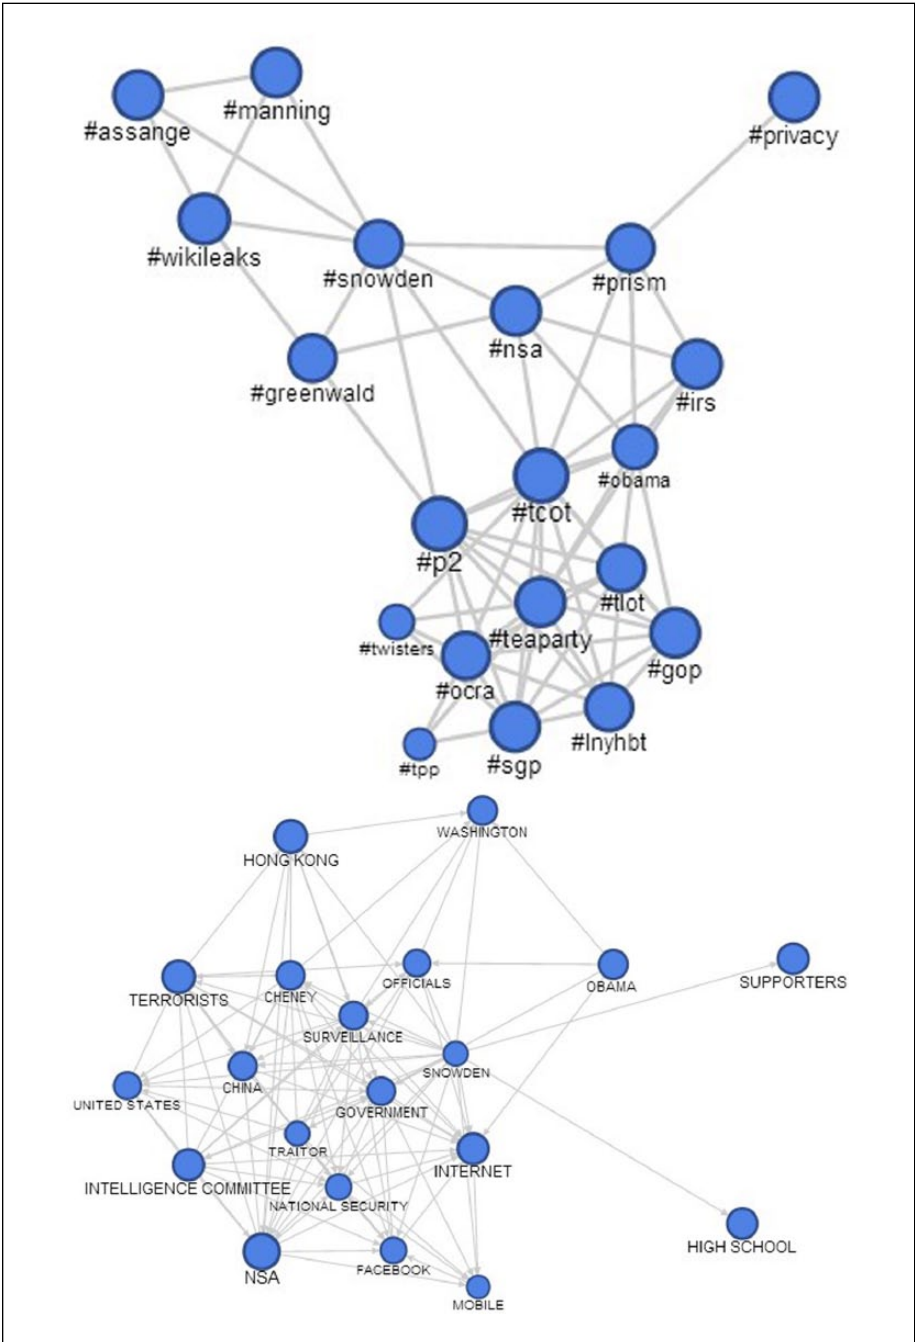 #manning
#assange
#privacy
#wikileaks
#snowden
#prism
#nsa
#greenwald
#irs
#obama
#tcot
#p2
#tlot
#teaparty
#twisters
#gop
#ocra
#lnyhbt
#sgp
#tpp
WASHINGTON
HONG KONG
OFFICIALS
OBAMA
SUPPORTERS
TERRORISTS
CHENEY
SURVEILLANCE
SNOWDEN
CHINA
UNITED STATES
GOVERNMENT
TRAITOR
INTERNET
INTELLIGENCE COMMITTEE
NATIONAL SECURITY
HIGH SCHOOL
FACEBOOK
NSA
MOBILE